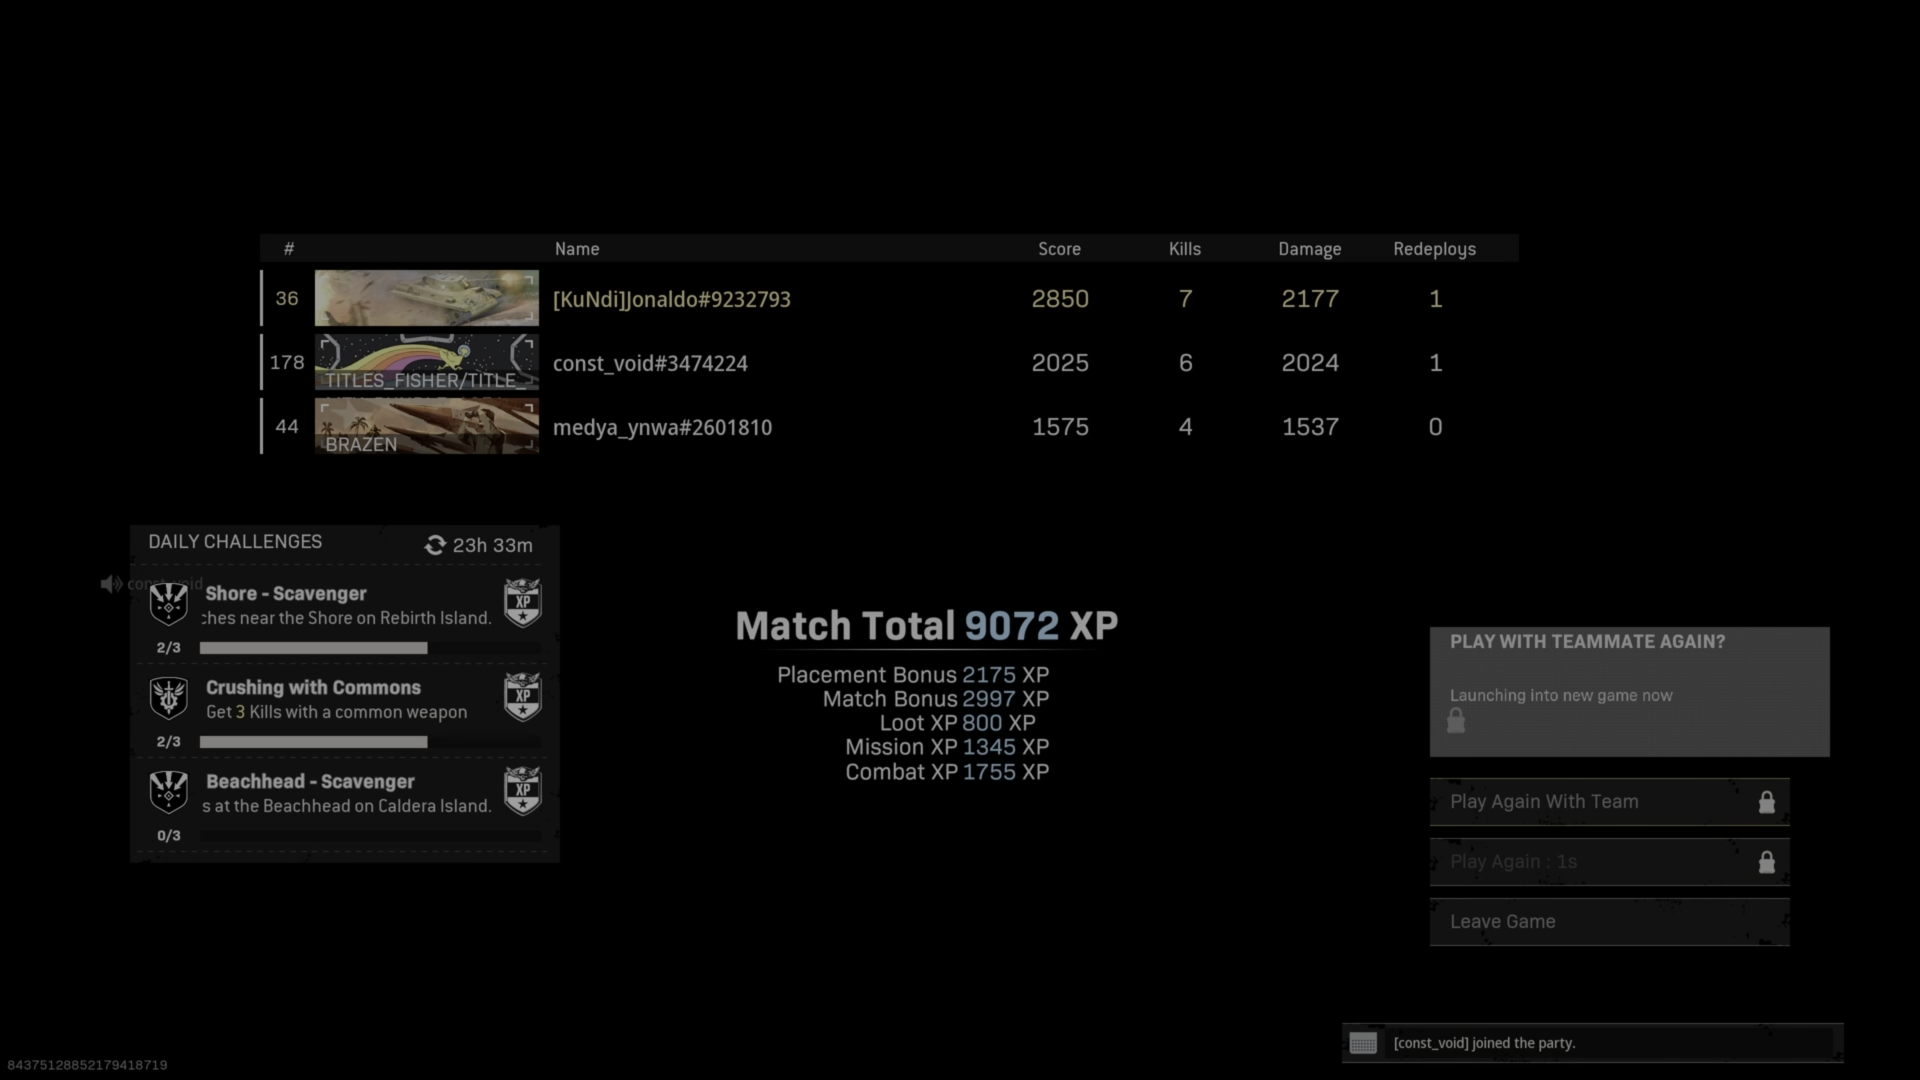 # Name Score Kills Damage Redeploys
36 [KuNdi]Jonaldo#9232793 2850 7 2177 1
178 TITLES_FISHER/TITLE_ const_void#3474224 2025 6 2024 1
44 BRAZEN medya_ynwa#2601810 1575 4 1537 0
DAILY CHALLENGES 23h 33m
const_void
Shore - Scavenger XP
ches near the Shore on Rebirth Island.
2/3
Crushing with Commons XP
Get 3 Kills with a common weapon
2/3
Beachhead - Scavenger XP
s at the Beachhead on Caldera Island.
0/3
Match Total 9072 XP
Placement Bonus 2175 XP
Match Bonus 2997 XP
Loot XP 800 XP
Mission XP 1345 XP
Combat XP 1755 XP
PLAY WITH TEAMMATE AGAIN?
Launching into new game now
Play Again With Team
Play Again : 1s
Leave Game
[const_void] joined the party.
84375128852179418719